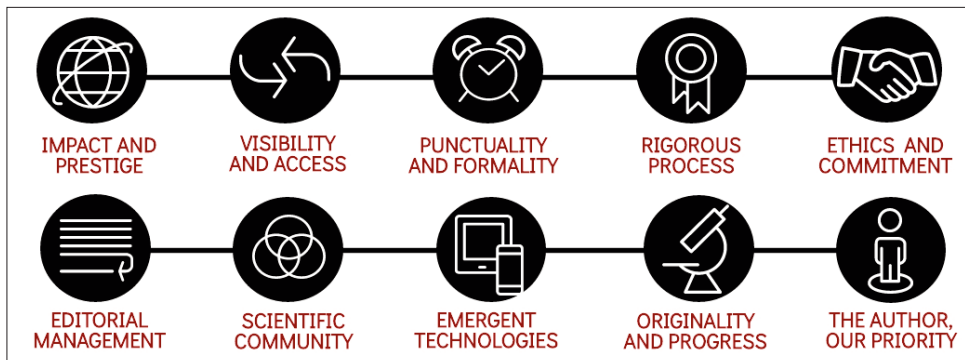 IMPACT AND
PRESTIGE
VISIBILITY
AND ACCESS
PUNCTUALITY
AND FORMALITY
RIGOROUS
PROCESS
ETHICS AND
COMMITMENT
EDITORIAL
MANAGEMENT
SCIENTIFIC
COMMUNITY
EMERGENT
TECHNOLOGIES
ORIGINALITY
AND PROGRESS
THE AUTHOR,
OUR PRIORITY